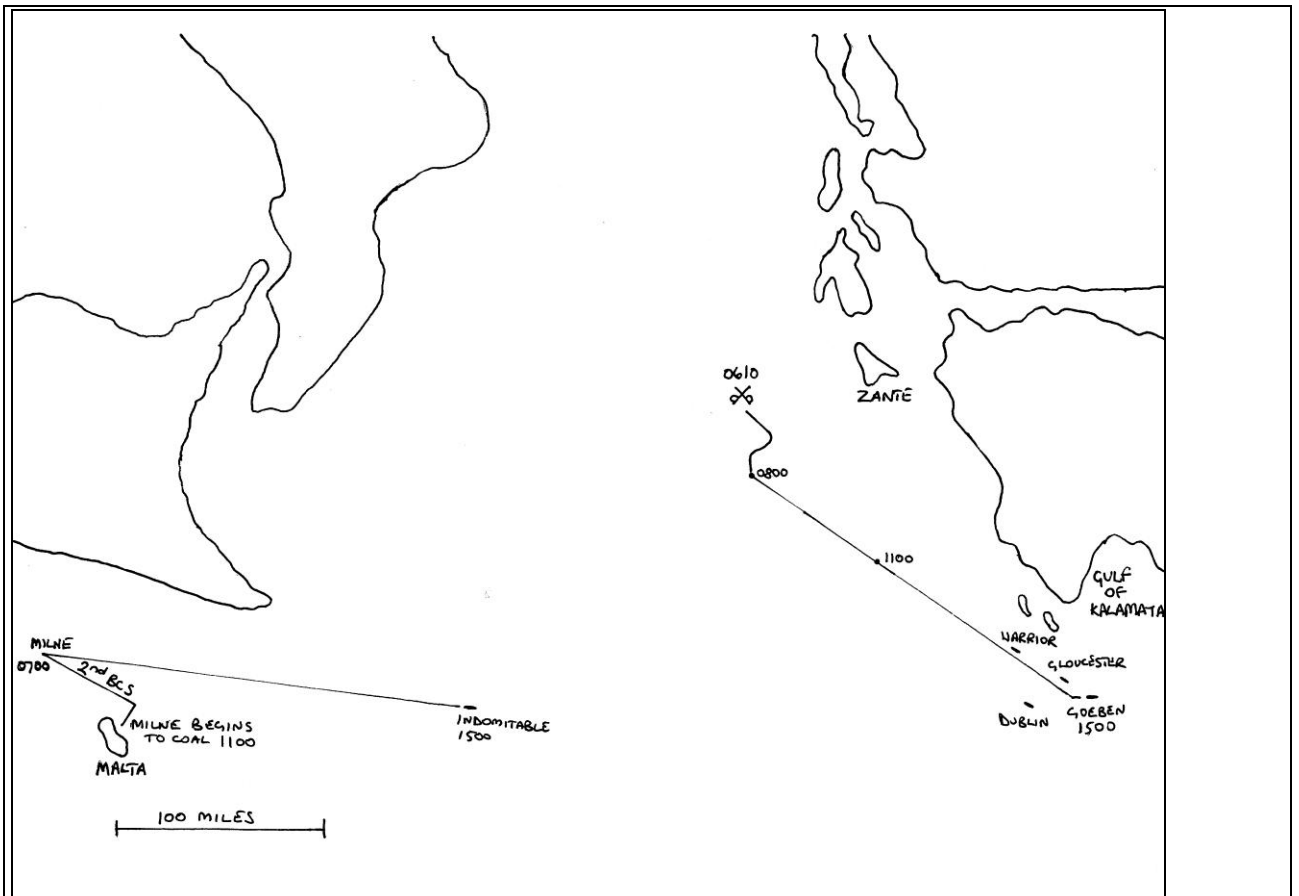 0610
ZANTE
0800
1100
GULF
OF
KALAMATA
WARRIOR
GLOUCESTER
DUBLIN
GOEBEN
1500
MILNE
0700
2nd BCS
MILNE BEGINS
TO COAL 1100
MALTA
INDOMITABLE
1500
100 MILES